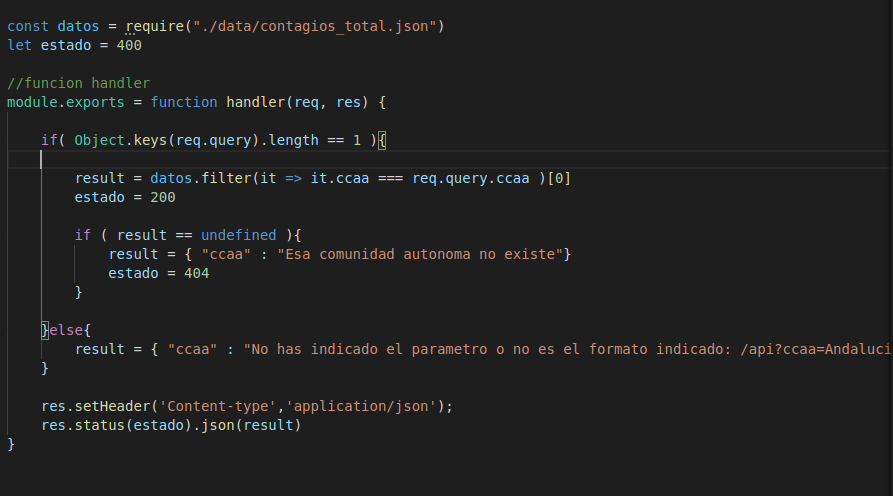 const datos = require("./data/contagios_total.json")
let estado = 400
//funcion handler
module.exports = function handler(req, res) {
if( Object.keys(req.query).length == 1 ){
result = datos.filter(it => it.ccaa === req.query.ccaa )[0]
estado = 200
if ( result == undefined ){
result = { "ccaa" : "Esa comunidad autonoma no existe"}
estado = 404
}
}else{
result = { "ccaa" : "No has indicado el parametro o no es el formato indicado: /api?ccaa=Andaluci
}
res.setHeader('Content-type','application/json');
res.status(estado).json(result)
}